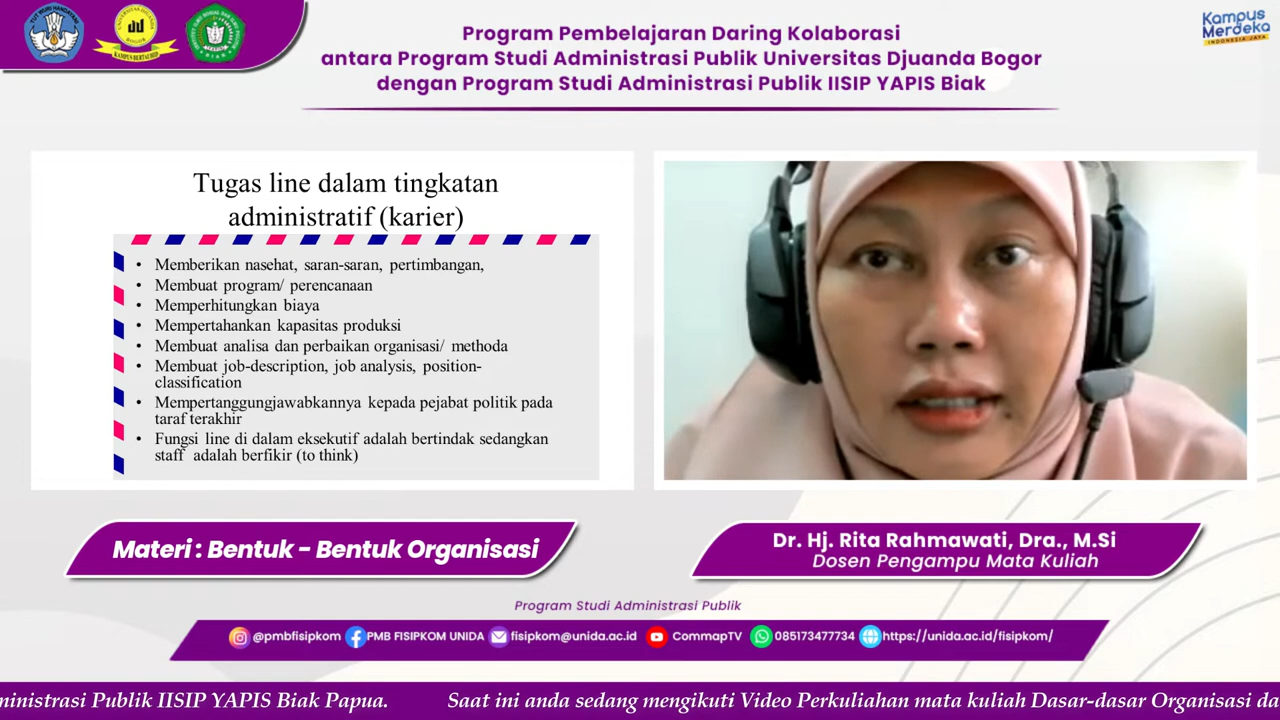 TUT WURI HANDAYANI
KAMPUS BERTAUHID
Kampus
Merdeka
INDONESIA JAYA
Program Pembelajaran Daring Kolaborasi
antara Program Studi Administrasi Publik Universitas Djuanda Bogor
dengan Program Studi Administrasi Publik IISIP YAPIS Biak
Tugas line dalam tingkatan
administratif (karier)
• Memberikan nasehat, saran-saran, pertimbangan,
• Membuat program/ perencanaan
• Memperhitungkan biaya
• Mempertahankan kapasitas produksi
• Membuat analisa dan perbaikan organisasi/ methoda
• Membuat job-description, job analysis, position-
classification
• Mempertanggungjawabkannya kepada pejabat politik pada
taraf terakhir
• Fungsi line di dalam eksekutif adalah bertindak sedangkan
staff adalah berfikir (to think)
Materi : Bentuk - Bentuk Organisasi
Dr. Hj. Rita Rahmawati, Dra., M.Si
Dosen Pengampu Mata Kuliah
Program Studi Administrasi Publik
@pmbfisipkom PMB FISIPKOM UNIDA fisipkom@unida.ac.id CommapTV 085173477734 https://unida.ac.id/fisipkom/
ninistrasi Publik IISIP YAPIS Biak Papua. Saat ini anda sedang mengikuti Video Perkuliahan mata kuliah Dasar-dasar Organisasi da